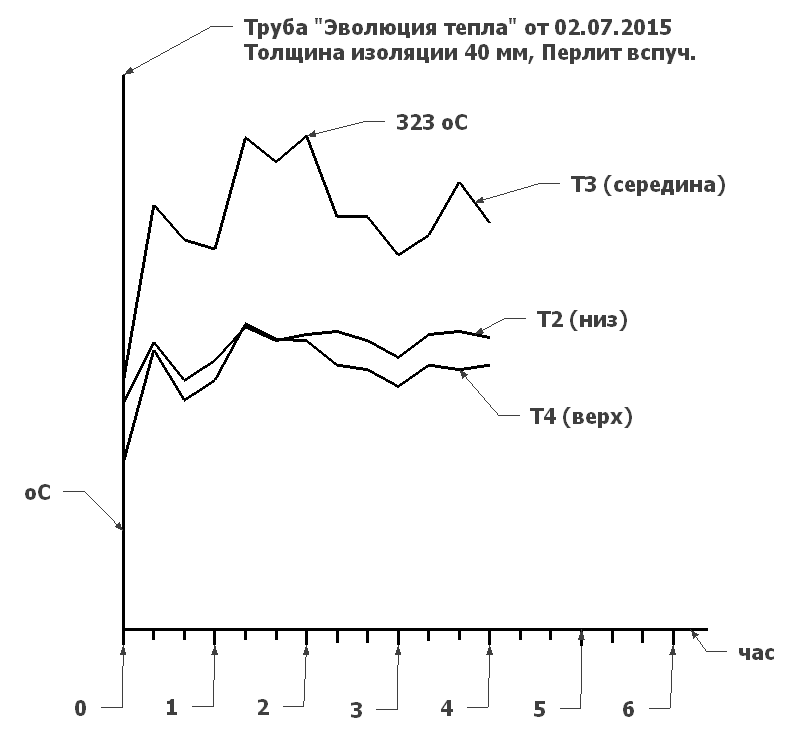 Труба "Эволюция тепла" от 02.07.2015
Толщина изоляции 40 мм, Перлит вспуч.
323 оС
Т3 (середина)
Т2 (низ)
Т4 (верх)
оС
час
0
1
2
3
4
5
6